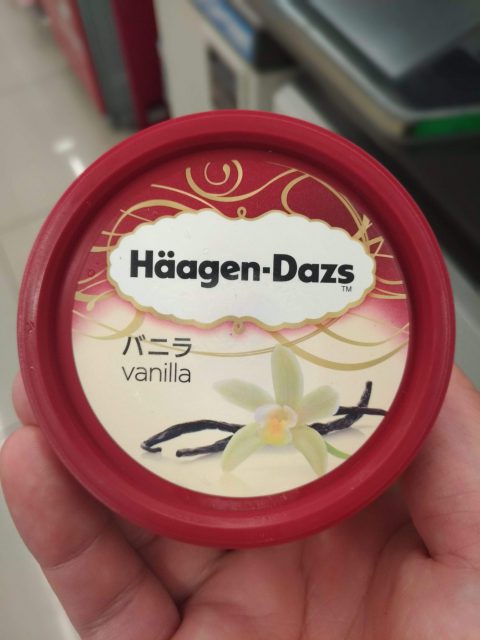 Häagen-Dazs
TM
バニラ
vanilla